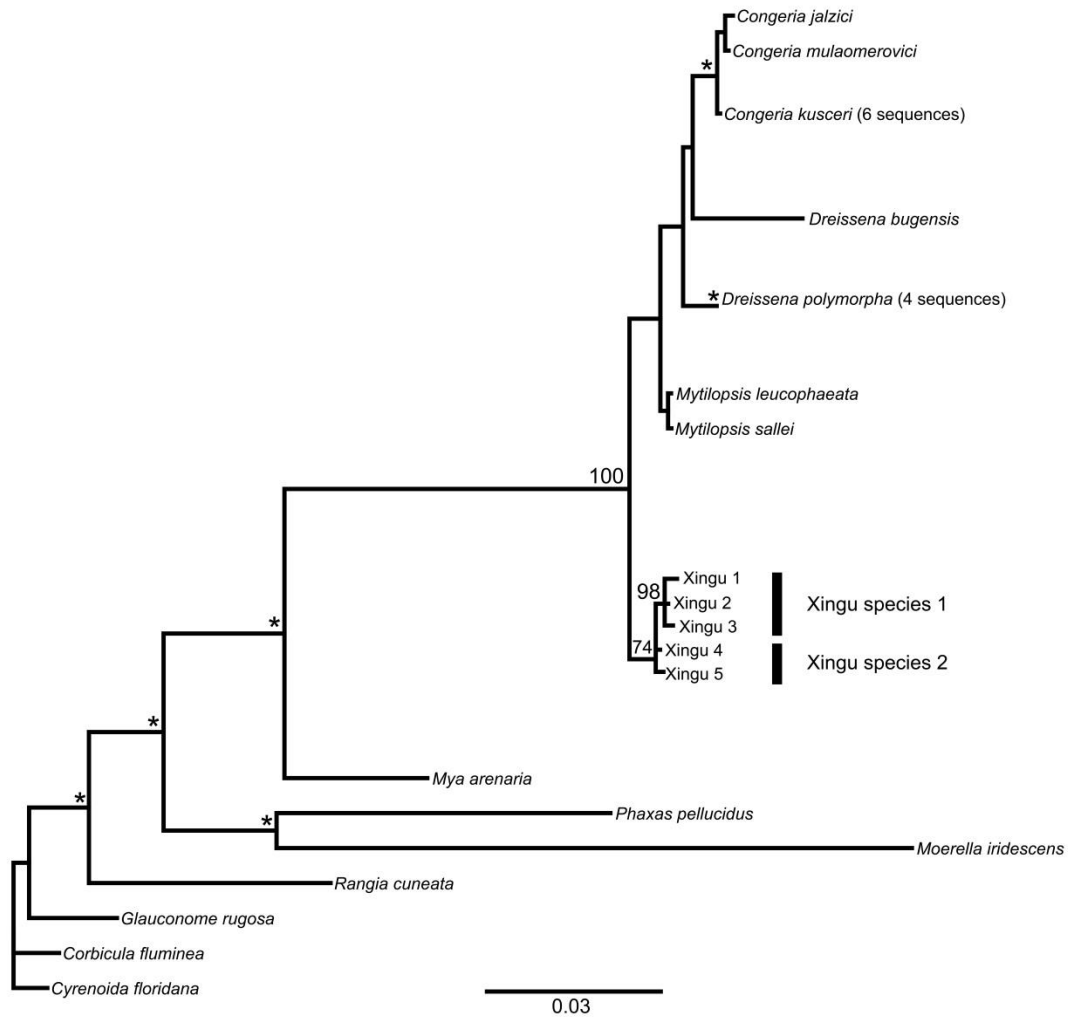 Congeria jalzici
Congeria mulaomerovici
*
Congeria kusceri (6 sequences)
Dreissena bugensis
* Dreissena polymorpha (4 sequences)
Mytilopsis leucophaeata
Mytilopsis sallei
100
Xingu 1
98
Xingu 2
Xingu species 1
Xingu 3
*
74
Xingu 4
Xingu species 2
Xingu 5
*
Mya arenaria
*
Phaxas pellucidus
*
Moerella iridescens
Rangia cuneata
Glauconome rugosa
Corbicula fluminea
Cyrenoida floridana
0.03